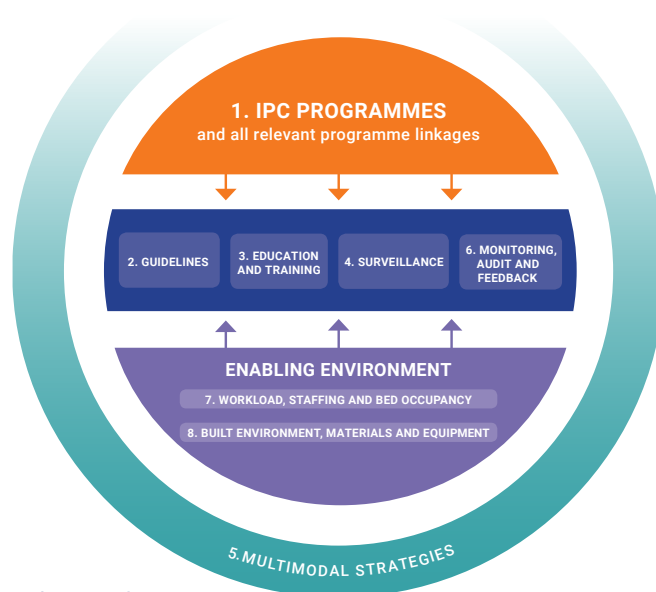 1. IPC PROGRAMMES
and all relevant programme linkages
2. GUIDELINES
3. EDUCATION
AND TRAINING
4. SURVEILLANCE
6. MONITORING,
AUDIT AND
FEEDBACK
ENABLING ENVIRONMENT
7. WORKLOAD, STAFFING AND BED OCCUPANCY
8. BUILT ENVIRONMENT, MATERIALS AND EQUIPMENT
5. MULTIMODAL STRATEGIES